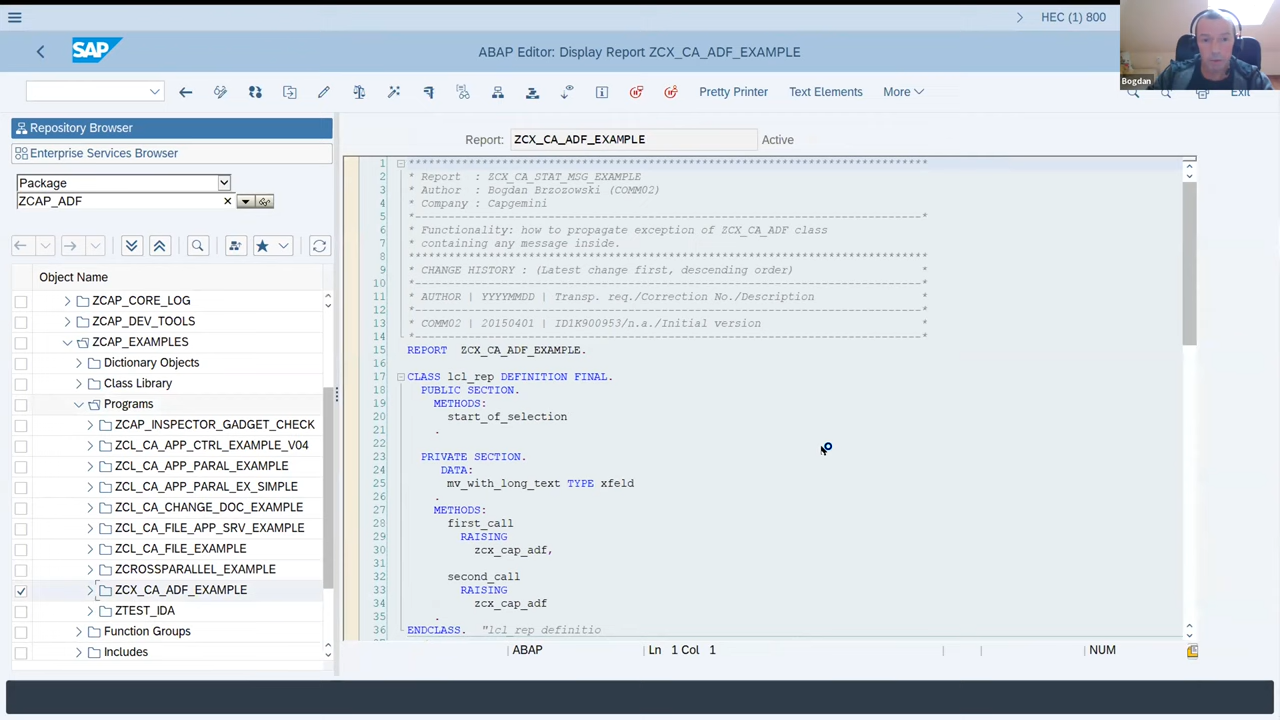 HEC (1) 800
SAP
ABAP Editor: Display Report ZCX_CA_ADF_EXAMPLE
Bogdan
Pretty Printer
Text Elements
More
Exit
Repository Browser
Enterprise Services Browser
Package
ZCAP_ADF
Object Name
ZCAP_CORE_LOG
ZCAP_DEV_TOOLS
ZCAP_EXAMPLES
Dictionary Objects
Class Library
Programs
ZCAP_INSPECTOR_GADGET_CHECK
ZCL_CA_APP_CTRL_EXAMPLE_V04
ZCL_CA_APP_PARAL_EXAMPLE
ZCL_CA_APP_PARAL_EX_SIMPLE
ZCL_CA_CHANGE_DOC_EXAMPLE
ZCL_CA_FILE_APP_SRV_EXAMPLE
ZCL_CA_FILE_EXAMPLE
ZCROSSPARALLEL_EXAMPLE
ZCX_CA_ADF_EXAMPLE
ZTEST_IDA
Function Groups
Includes
Report: ZCX_CA_ADF_EXAMPLE Active
1 ******************************************************************************
2 * Report : ZCX_CA_STAT_MSG_EXAMPLE
3 * Author : Bogdan Brzozowski (COMM02)
4 * Company : Capgemini
5 *----------------------------------------------------------------------------*
6 * Functionality: how to propagate exception of ZCX_CA_ADF class
7 * containing any message inside.
8 ******************************************************************************
9 * CHANGE HISTORY : (Latest change first, descending order) *
10 *----------------------------------------------------------------------------*
11 * AUTHOR | YYYYMMDD | Transp. req./Correction No./Description *
12 *----------------------------------------------------------------------------*
13 * COMM02 | 20150401 | ID1K900953/n.a./Initial version *
14 *----------------------------------------------------------------------------*
15 REPORT ZCX_CA_ADF_EXAMPLE.
16
17 CLASS lcl_rep DEFINITION FINAL.
18 PUBLIC SECTION.
19 METHODS:
20 start_of_selection
21 .
22
23 PRIVATE SECTION.
24 DATA:
25 mv_with_long_text TYPE xfeld
26 .
27 METHODS:
28 first_call
29 RAISING
30 zcx_cap_adf,
31
32 second_call
33 RAISING
34 zcx_cap_adf
35 .
36 ENDCLASS. "lcl_rep definitio
ABAP
Ln 1 Col 1
NUM